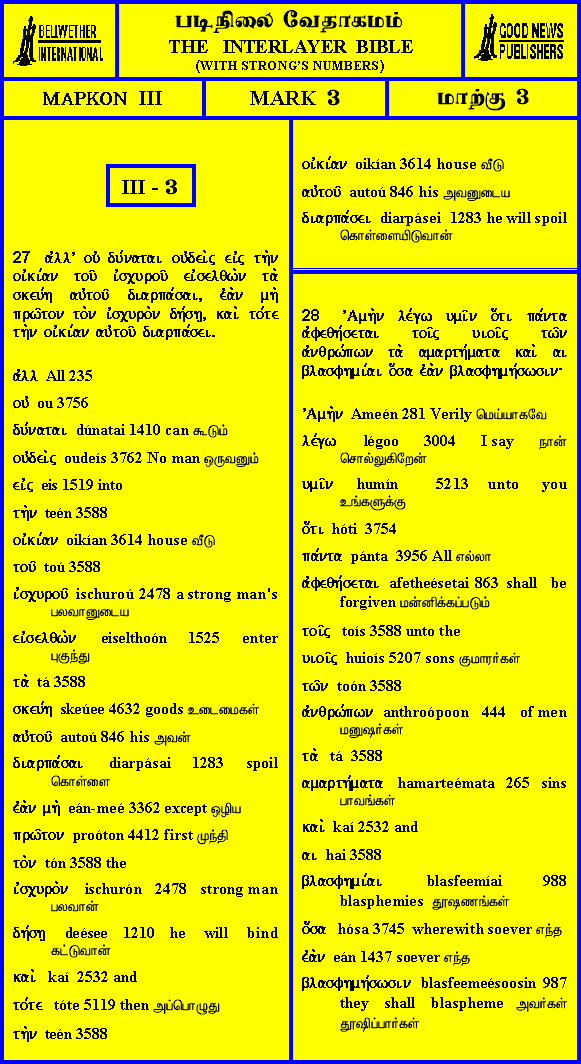 BELLWETHER
INTERNATIONAL
படிநிலை வேதாகமம்
THE INTERLAYER BIBLE
(WITH STRONG'S NUMBERS)
GOOD NEWS
PUBLISHERS
ΜΑΡΚΟΝ III
MARK 3
மாற்கு 3
III - 3
27 ἀλλ’ οὐ δύναται οὐδεὶς εἰς τὴν
οἰκίαν τοῦ ἰσχυροῦ εἰσελθὼν τὰ
σκεύη αὐτοῦ διαρπάσαι, ἐὰν μὴ
πρῶτον τὸν ἰσχυρὸν δήσῃ, καὶ τότε
τὴν οἰκίαν αὐτοῦ διαρπάσει.
ἀλλ All 235
οὐ ou 3756
δύναται dúnatai 1410 can கூடும்
οὐδεὶς oudeís 3762 No man ஒருவனும்
εἰς eis 1519 into
τὴν teén 3588
οἰκίαν oikían 3614 house வீடு
τοῦ toú 3588
ἰσχυροῦ ischuroú 2478 a strong man's
பலவானுடைய
εἰσελθὼν eiselthoón 1525 enter
புகுந்து
τὰ tá 3588
σκεύη skeúee 4632 goods உடைமைகள்
αὐτοῦ autoú 846 his அவன்
διαρπάσαι diarpásai 1283 spoil
கொள்ளை
ἐὰν μὴ eán-meé 3362 except ஒழிய
πρῶτον proóton 4412 first முந்தி
τὸν tón 3588 the
ἰσχυρὸν ischurón 2478 strong man
பலவான்
δήσῃ deésee 1210 he will bind
கட்டுவான்
καὶ kaí 2532 and
τότε tóte 5119 then அப்பொழுது
τὴν teén 3588
οἰκίαν oikían 3614 house வீடு
αὐτοῦ autoú 846 his அவனுடைய
διαρπάσει diarpásei 1283 he will spoil
கொள்ளையிடுவான்
28 ’Αμὴν λέγω υμῖν ὅτι πάντα
ἀφεθήσεται τοῖς υιοῖς τῶν
ἀνθρώπων τὰ αμαρτήματα καὶ αι
βλασφημίαι ὅσα ἐὰν βλασφημήσωσιν·
’Αμὴν Ameén 281 Verily மெய்யாகவே
λέγω légoo 3004 I say நான்
சொல்லுகிறேன்
υμῖν humín 5213 unto you
உங்களுக்கு
ὅτι hóti 3754
πάντα pánta 3956 All எல்லா
ἀφεθήσεται afetheésetai 863 shall be
forgiven மன்னிக்கப்படும்
τοῖς toís 3588 unto the
υιοῖς huioís 5207 sons குமாரர்கள்
τῶν toón 3588
ἀνθρώπων anthroópoon 444 of men
மனுஷர்கள்
τὰ tá 3588
αμαρτήματα hamarteémata 265 sins
பாவங்கள்
καὶ kaí 2532 and
αι hai 3588
βλασφημίαι blasfeemíai 988
blasphemies தூஷணங்கள்
ὅσα hósa 3745 wherewith soever எந்த
ἐὰν eán 1437 soever எந்த
βλασφημήσωσιν blasfeemeésoosin 987
they shall blaspheme அவர்கள்
தூஷிப்பார்கள்